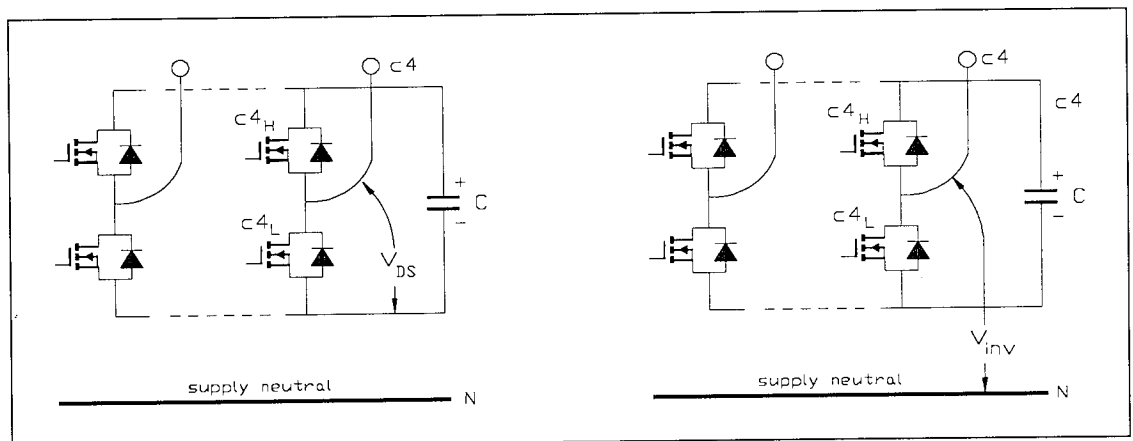 c4
c4H
+
C
-
c4L
VDS
supply neutral
N
c4
c4
c4H
+
C
-
c4L
Vinv
supply neutral
N